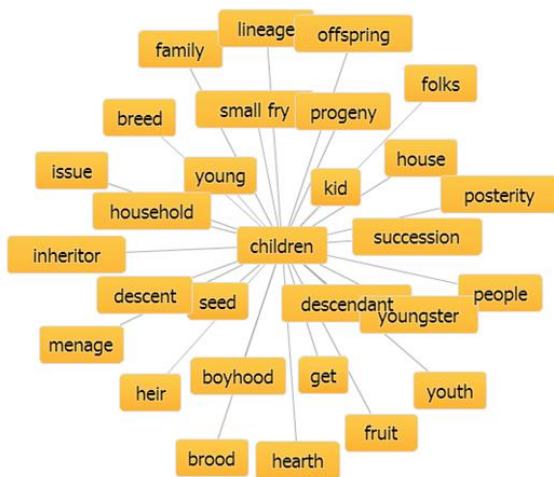 lineage
offspring
family
folks
small fry
progeny
breed
house
issue
young
kid
posterity
household
succession
children
inheritor
people
descent
seed
descendant
youngster
menage
boyhood
get
youth
heir
fruit
brood
hearth